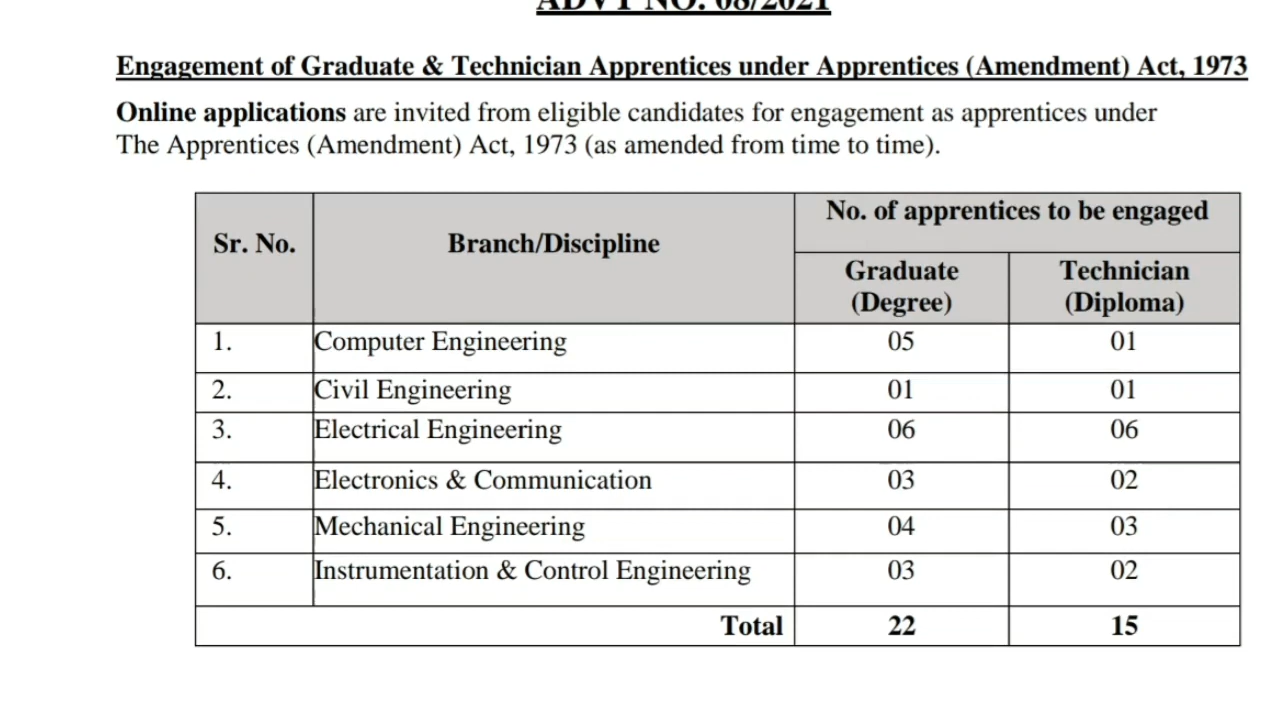 ADVT NO. 08/2021
Engagement of Graduate & Technician Apprentices under Apprentices (Amendment) Act, 1973
Online applications are invited from eligible candidates for engagement as apprentices under
The Apprentices (Amendment) Act, 1973 (as amended from time to time).
Sr. No. Branch/Discipline No. of apprentices to be engaged
Graduate (Degree) Technician (Diploma)
1. Computer Engineering 05 01
2. Civil Engineering 01 01
3. Electrical Engineering 06 06
4. Electronics & Communication 03 02
5. Mechanical Engineering 04 03
6. Instrumentation & Control Engineering 03 02
Total 22 15